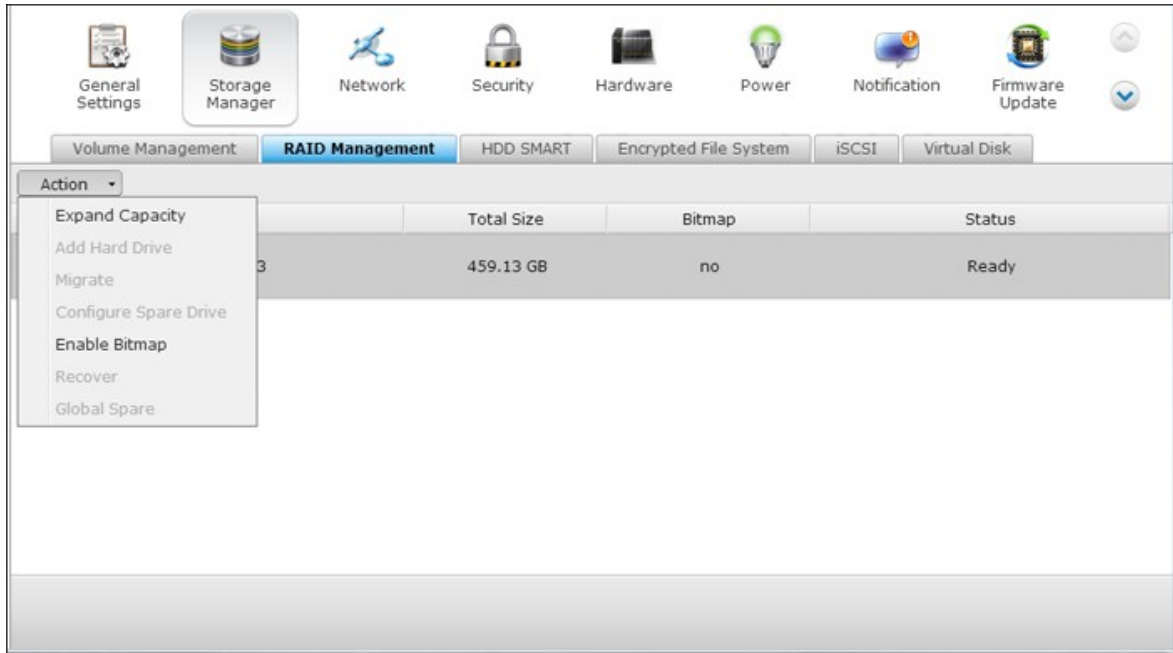 General Settings
Storage Manager
Network
Security
Hardware
Power
Notification
Firmware Update
Volume Management
RAID Management
HDD SMART
Encrypted File System
iSCSI
Virtual Disk
Action
Total Size
Bitmap
Status
3
459.13 GB
no
Ready
Expand Capacity
Add Hard Drive
Migrate
Configure Spare Drive
Enable Bitmap
Recover
Global Spare